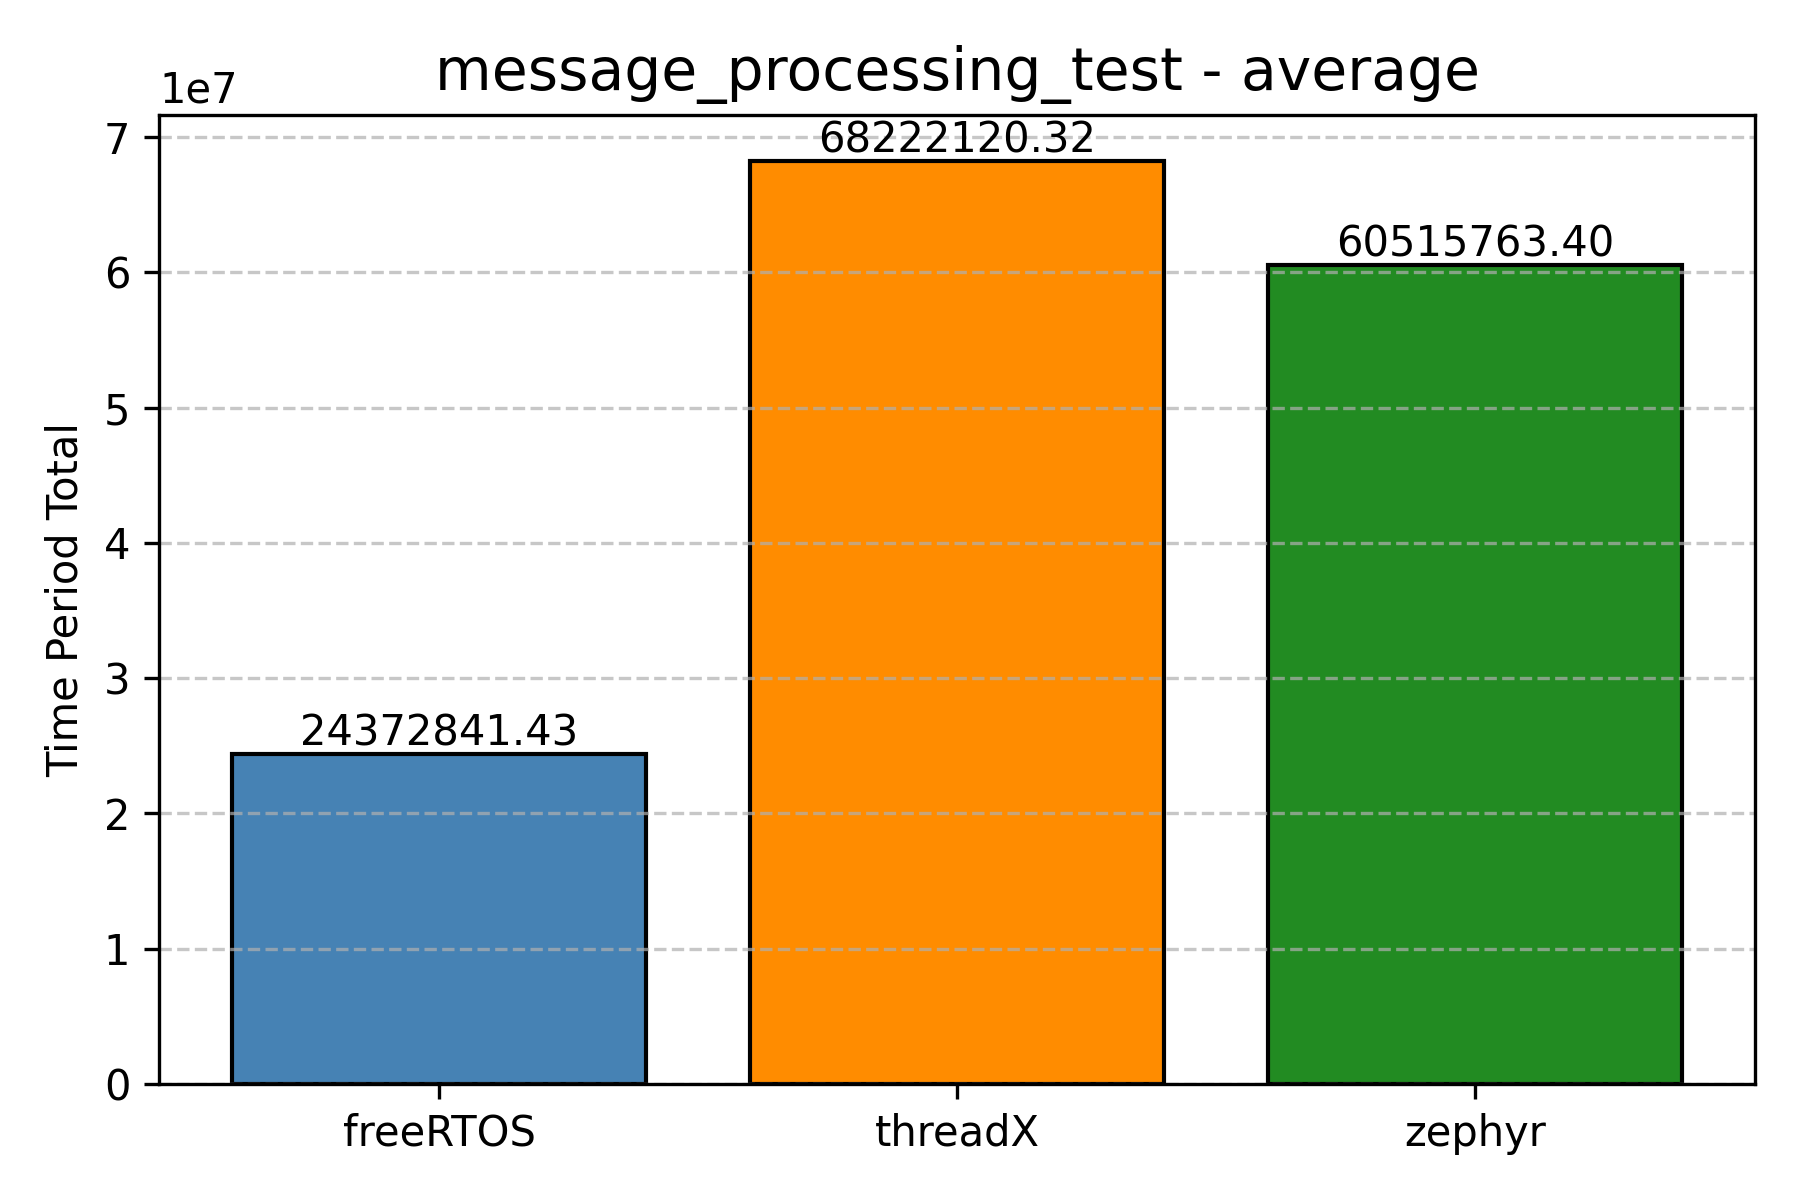 message_processing_test - average
1e7
7
6
5
4
3
2
1
0
Time Period Total
68222120.32
60515763.40
24372841.43
freeRTOS
threadX
zephyr